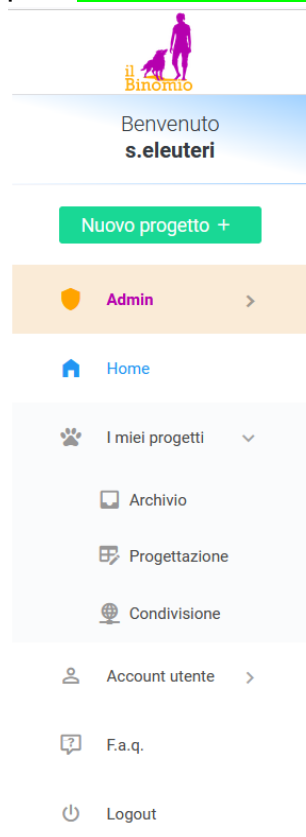 il
Binomio
Benvenuto
s.eleuteri
Nuovo progetto +
Admin
Home
I miei progetti
Archivio
Progettazione
Condivisione
Account utente
F.a.q.
Logout